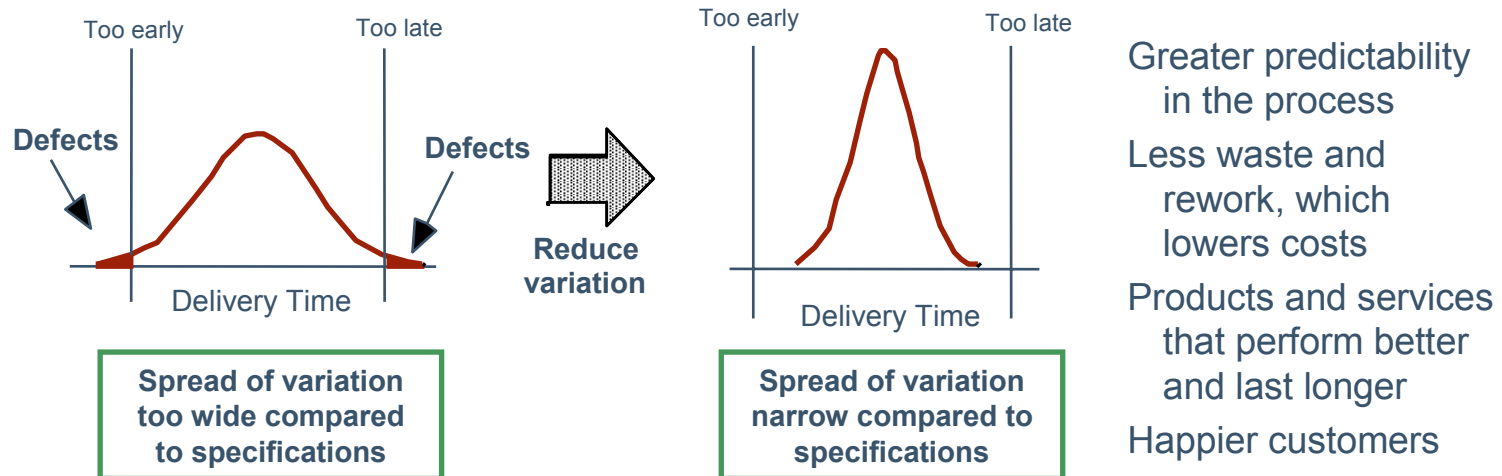 Too early
Too late
Defects
Defects
Delivery Time
Spread of variation
too wide compared
to specifications
Reduce
variation
Too early
Too late
Delivery Time
Spread of variation
narrow compared to
specifications
Greater predictability
in the process
Less waste and
rework, which
lowers costs
Products and services
that perform better
and last longer
Happier customers